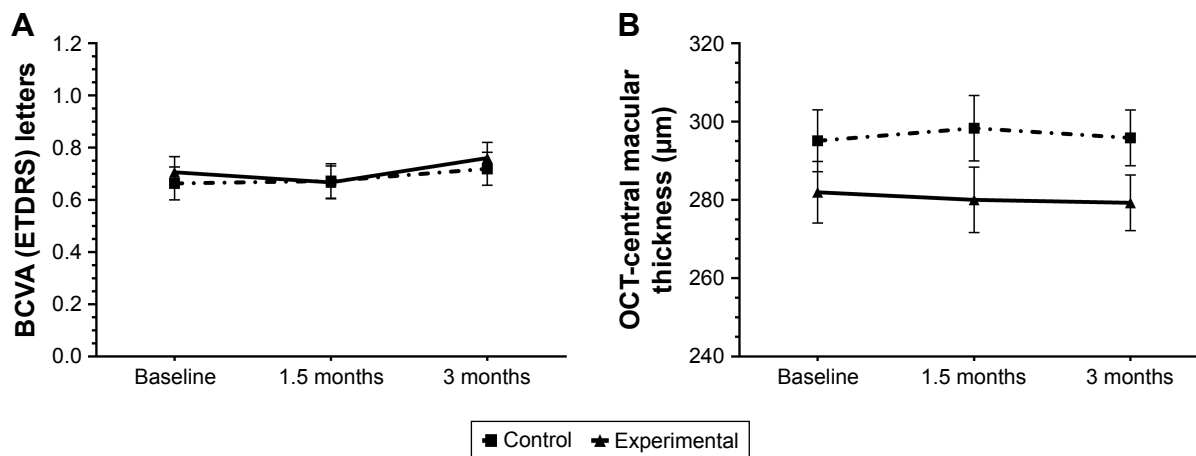 A
BCVA (ETDRS) letters
1.2
1.0
0.8
0.6
0.4
0.2
0.0
Baseline
1.5 months
3 months
B
OCT-central macular
thickness (µm)
320
300
280
260
240
Baseline
1.5 months
3 months
Control
Experimental